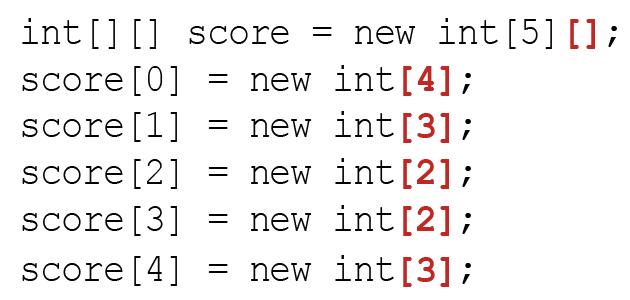 int[][] score = new int[5][];
score[0] = new int[4];
score[1] = new int[3];
score[2] = new int[2];
score[3] = new int[2];
score[4] = new int[3];